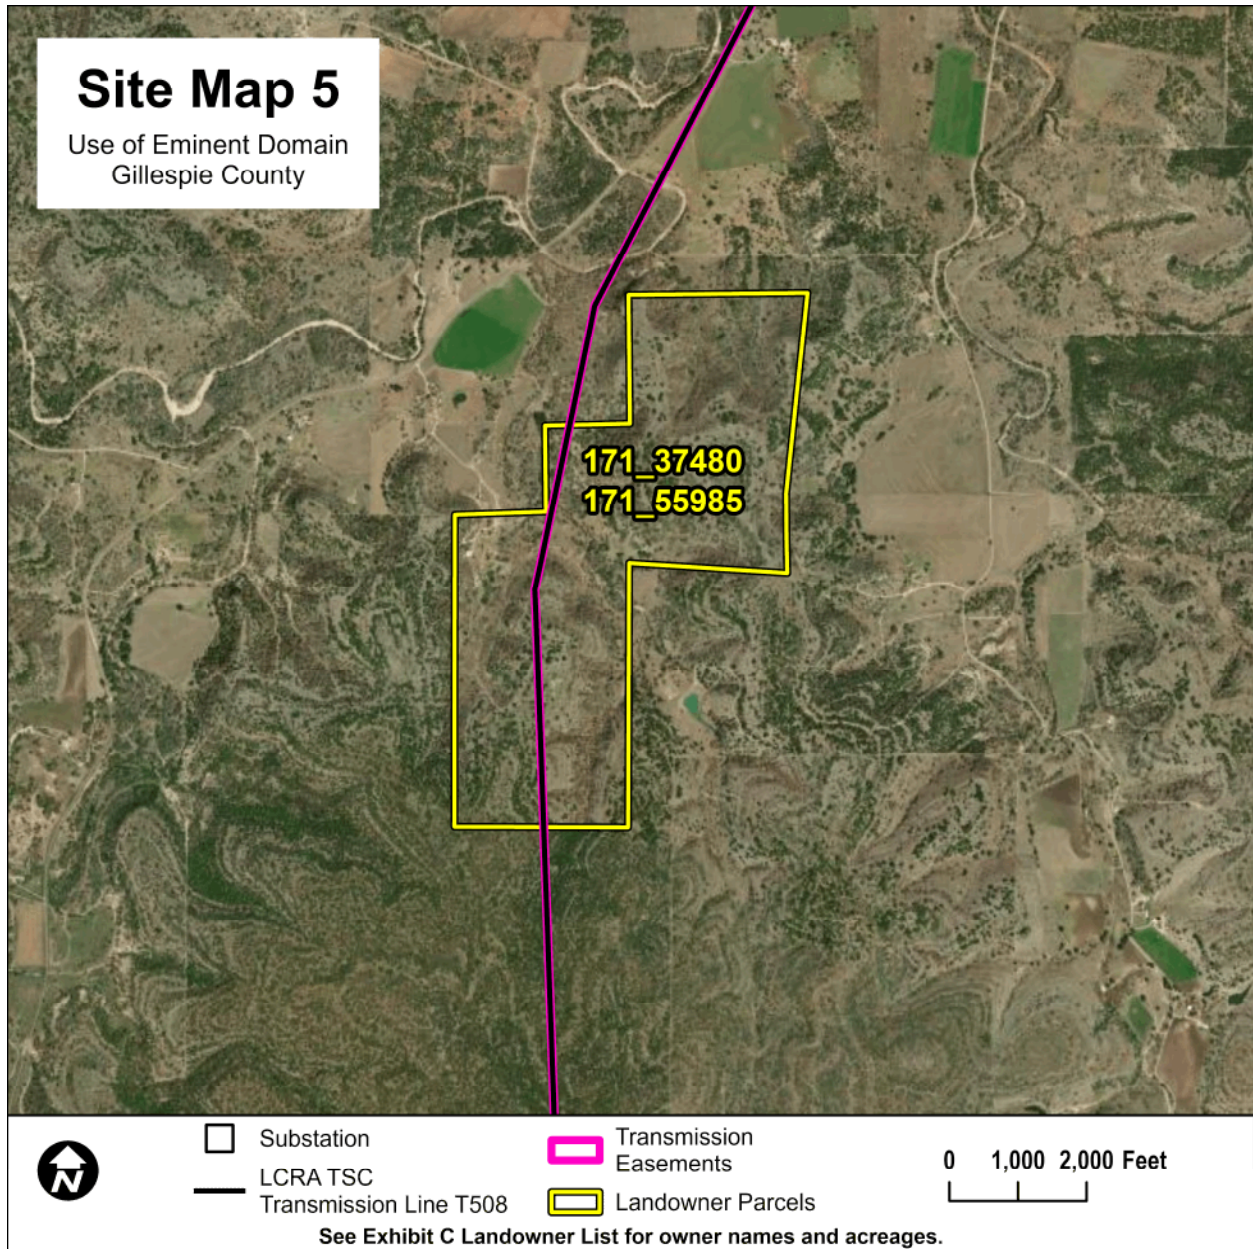 Site Map 5
Use of Eminent Domain
Gillespie County
171_37480
171_55985
N
Substation
LCRA TSC
Transmission Line T508
Transmission
Easements
Landowner Parcels
0 1,000 2,000 Feet
See Exhibit C Landowner List for owner names and acreages.